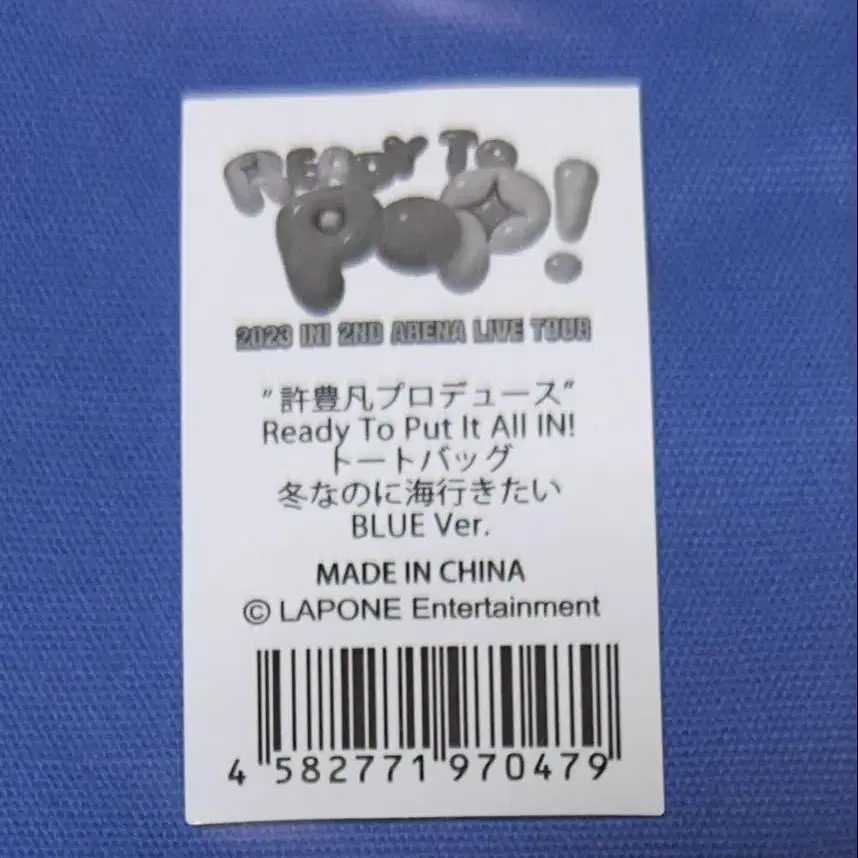 READY TO
POP!
2023 INI 2ND ARENA LIVE TOUR
"許豊凡プロデュース"
Ready To Put It All IN!
トートバッグ
冬なのに海行きたい
BLUE Ver.
MADE IN CHINA
© LAPONE Entertainment
4 582771 970479